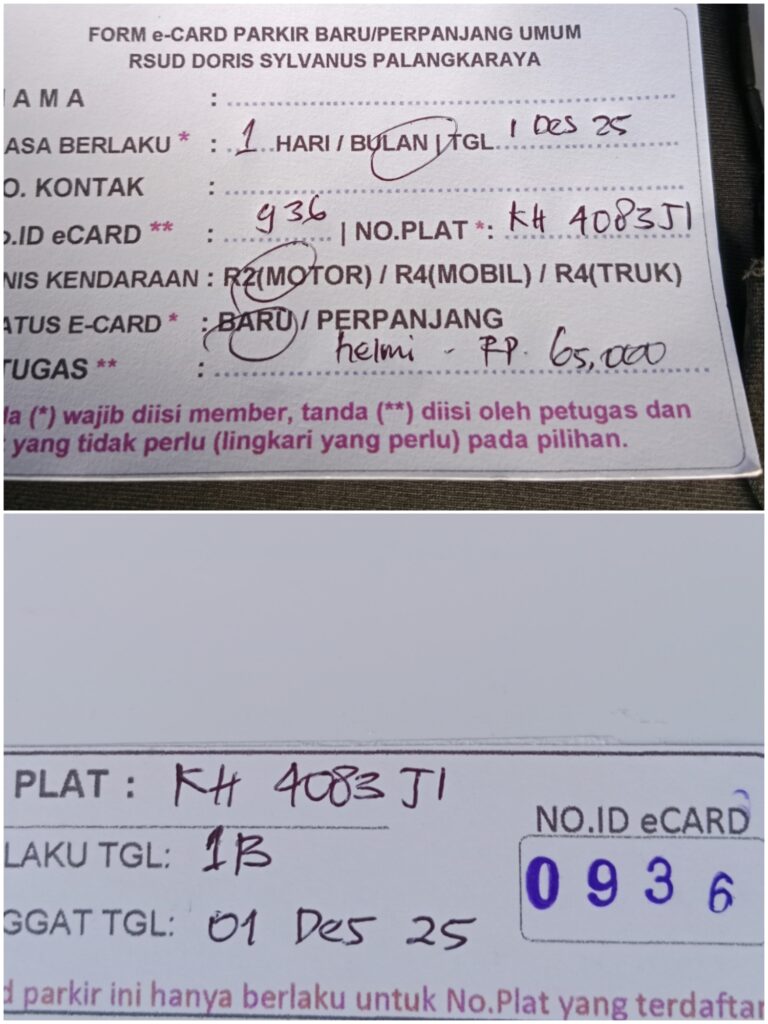 FORM e-CARD PARKIR BARU/PERPANJANG UMUM
RSUD DORIS SYLVANUS PALANGKARAYA
AMA : ................
ASA BERLAKU * : 1 HARI / BULAN | TGL. 1 Des 25
O. KONTAK : ................
.ID eCARD ** : 936 | NO.PLAT *: KH 4083 JI
NIS KENDARAAN : R2(MOTOR) / R4(MOBIL) / R4(TRUK)
ATUS E-CARD * : BARU / PERPANJANG
TUGAS ** : helmi - RP. 65,000
da (*) wajib diisi member, tanda (**) diisi oleh petugas dan
yang tidak perlu (lingkari yang perlu) pada pilihan.
PLAT : KH 4083 JI
LAKU TGL: 1B
NO.ID eCARD
0936
GGAT TGL: 01 Des 25
d parkir ini hanya berlaku untuk No.Plat yang terdaftar